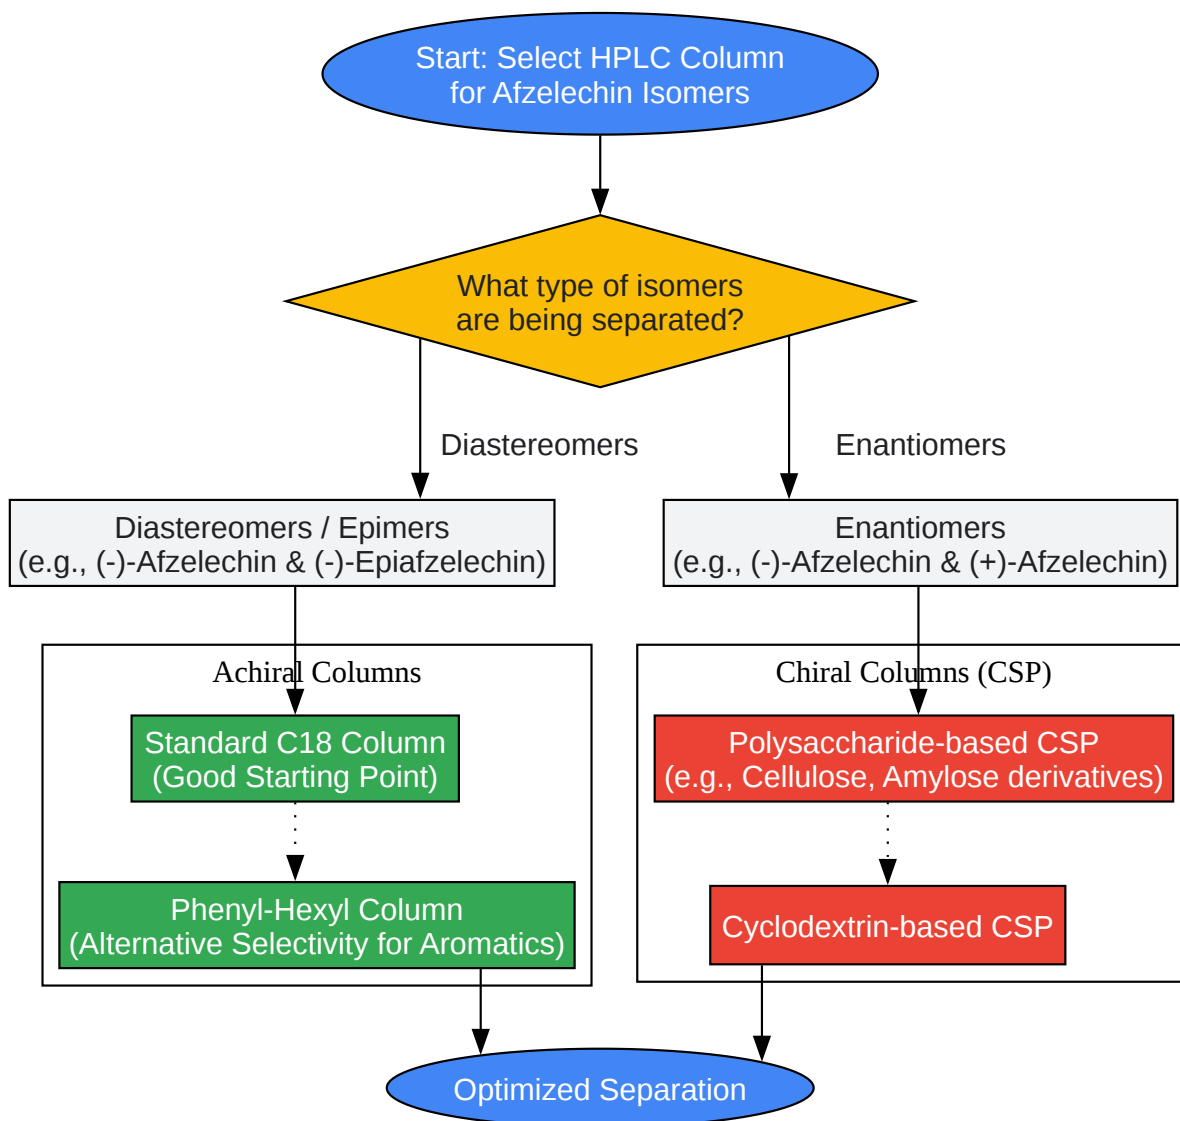 Start: Select HPLC Column
for Afzelechin Isomers
What type of isomers
are being separated?
Diastereomers
Enantiomers
Diastereomers / Epimers
(e.g., (-)-Afzelechin & (-)-Epiafzelechin)
Enantiomers
(e.g., (-)-Afzelechin & (+)-Afzelechin)
Achiral Columns
Standard C18 Column
(Good Starting Point)
Phenyl-Hexyl Column
(Alternative Selectivity for Aromatics)
Chiral Columns (CSP)
Polysaccharide-based CSP
(e.g., Cellulose, Amylose derivatives)
Cyclodextrin-based CSP
Optimized Separation